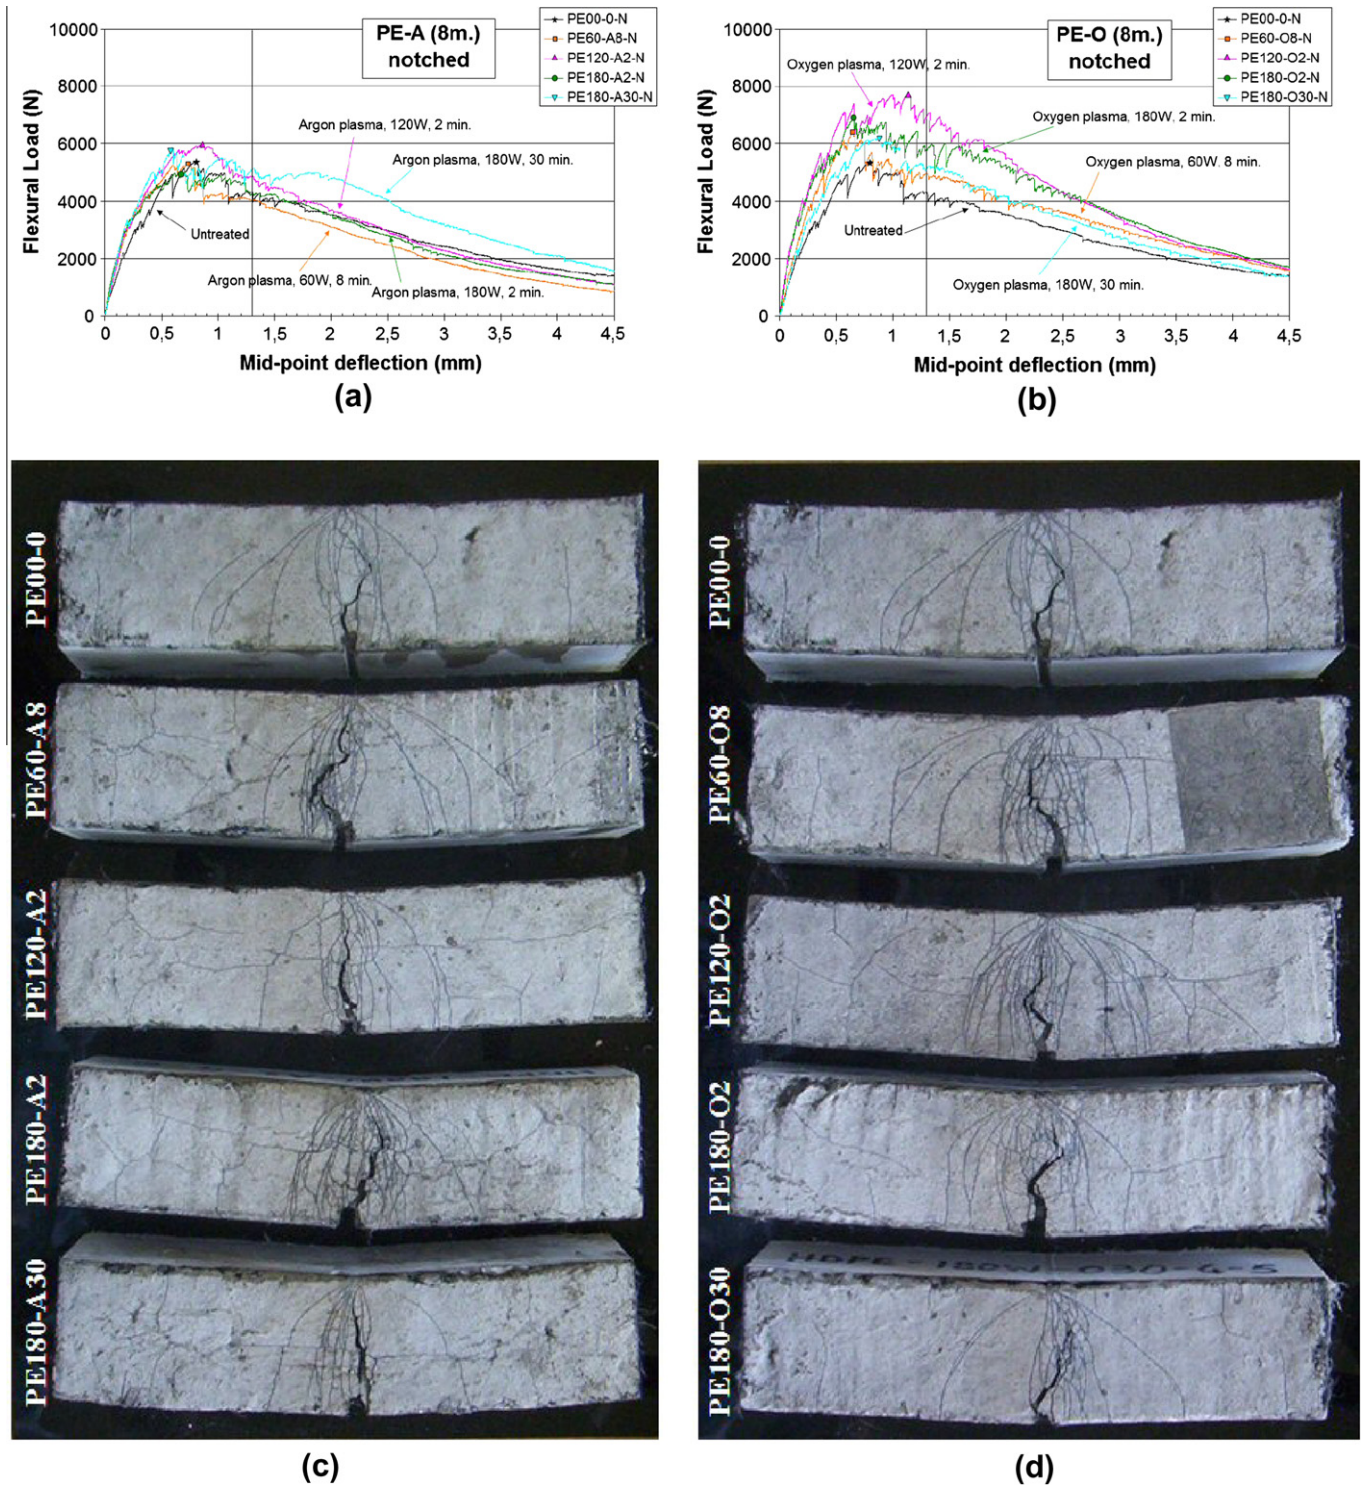 PE-A (8m.)
notched
PE00-0-N
PE60-A8-N
PE120-A2-N
PE180-A2-N
PE180-A30-N
10000
8000
6000
4000
2000
0
Flexural Load (N)
Argon plasma, 120W, 2 min.
Argon plasma, 180W, 30 min.
Untreated
Argon plasma, 60W, 8 min.
Argon plasma, 180W, 2 min.
0 0,5 1 1,5 2 2,5 3 3,5 4 4,5
Mid-point deflection (mm)
(a)
PE-O (8m.)
notched
PE00-0-N
PE60-O8-N
PE120-O2-N
PE180-O2-N
PE180-O30-N
10000
8000
6000
4000
2000
0
Flexural Load (N)
Oxygen plasma, 120W, 2 min.
Oxygen plasma, 180W, 2 min.
Oxygen plasma, 60W, 8 min.
Untreated
Oxygen plasma, 180W, 30 min.
0 0,5 1 1,5 2 2,5 3 3,5 4 4,5
Mid-point deflection (mm)
(b)
PE00-0
PE60-A8
PE120-A2
PE180-A2
PE180-A30
(c)
PE00-0
PE60-O8
PE120-O2
PE180-O2
PE180-O30
HDPE - 180W - O30
(d)